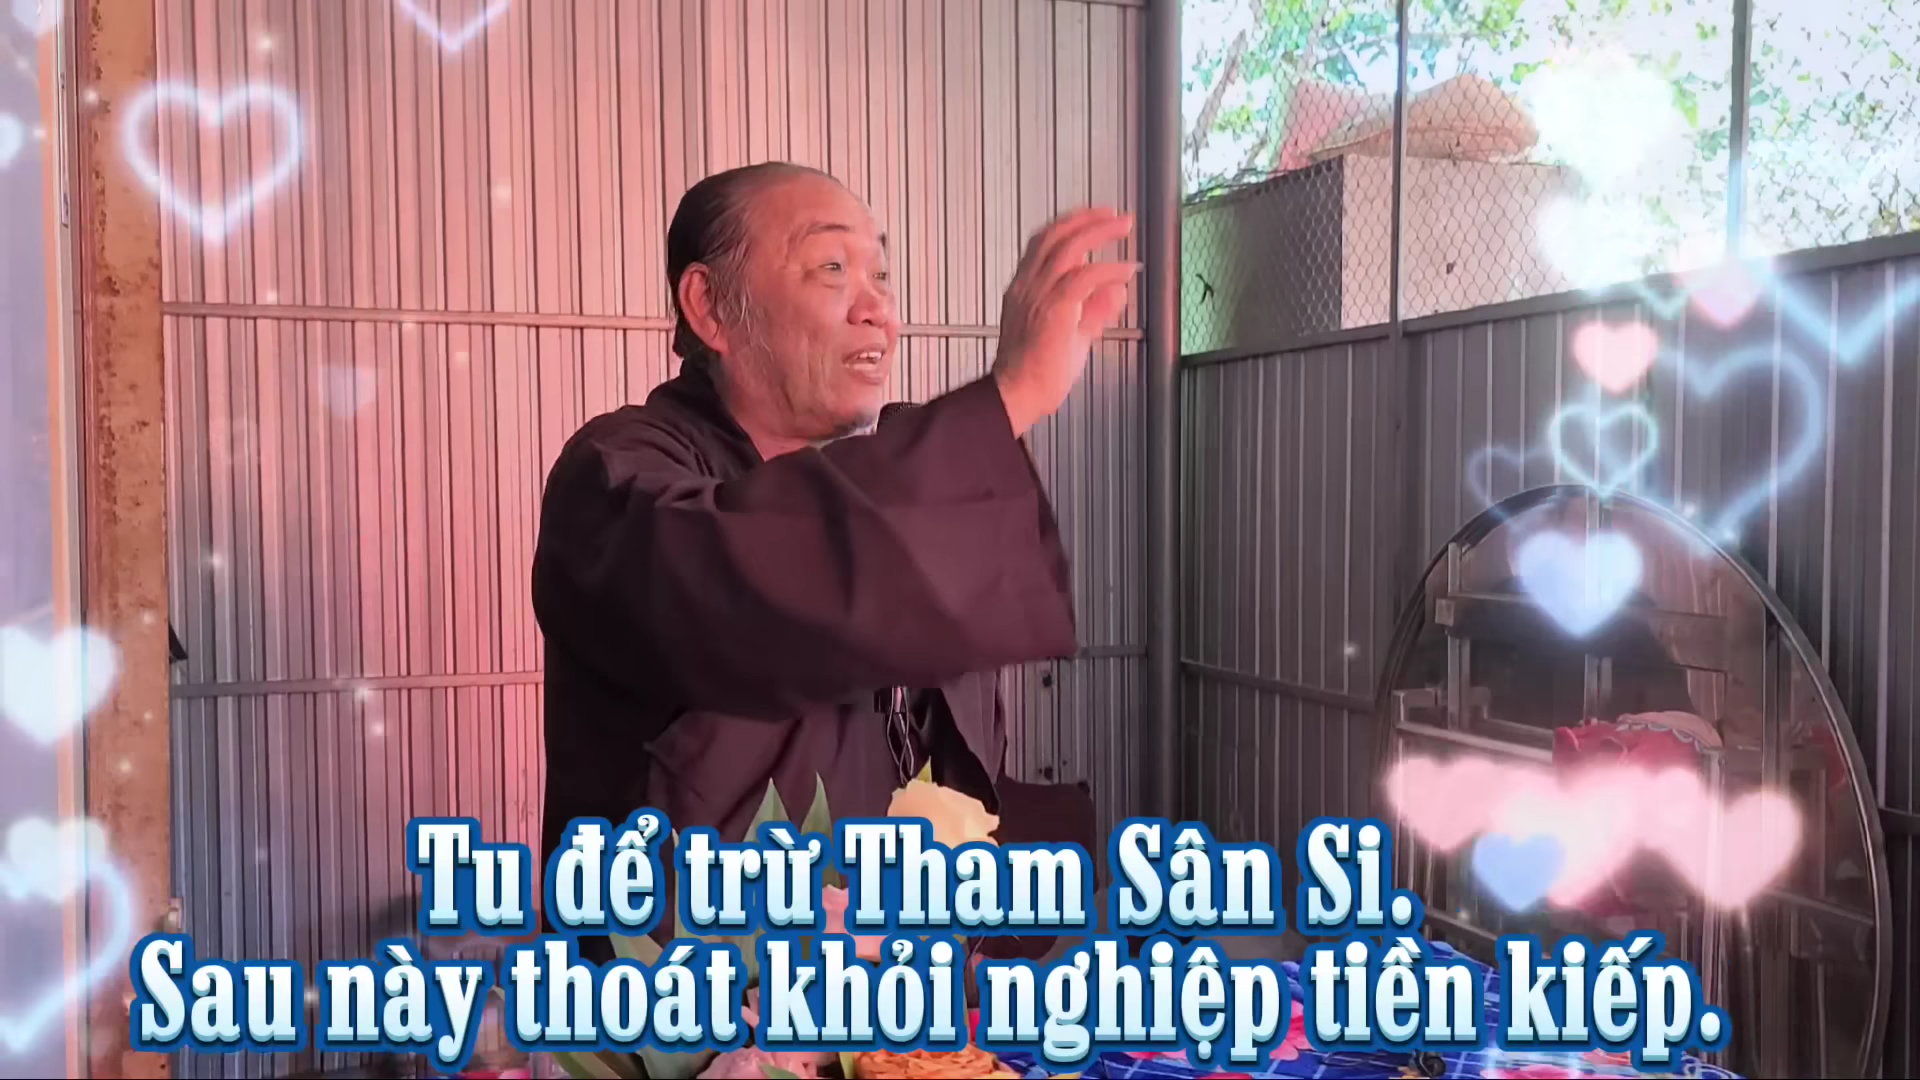 Tu để trừ Tham Sân Si.
Sau này thoát khỏi nghiệp tiền kiếp.